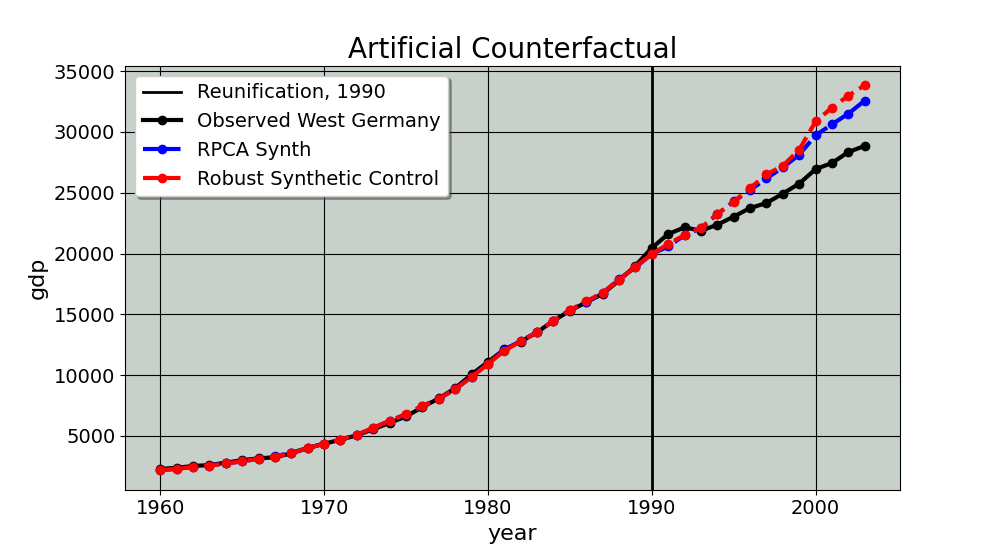 Artificial Counterfactual
35000
30000
25000
20000
15000
10000
5000
gdp
Reunification, 1990
Observed West Germany
RPCA Synth
Robust Synthetic Control
1960 1970 1980 1990 2000
year